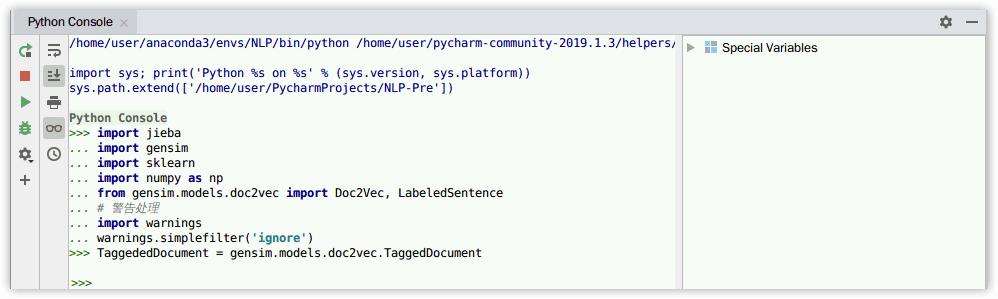 Python Console
/home/user/anaconda3/envs/NLP/bin/python /home/user/pycharm-community-2019.1.3/helpers/
import sys; print('Python %s on %s' % (sys.version, sys.platform))
sys.path.extend(['/home/user/PycharmProjects/NLP-Pre'])
Python Console
>>> import jieba
... import gensim
... import sklearn
... import numpy as np
... from gensim.models.doc2vec import Doc2Vec, LabeledSentence
... # 警告处理
... import warnings
... warnings.simplefilter('ignore')
>>> TaggededDocument = gensim.models.doc2vec.TaggedDocument
>>>
Special Variables